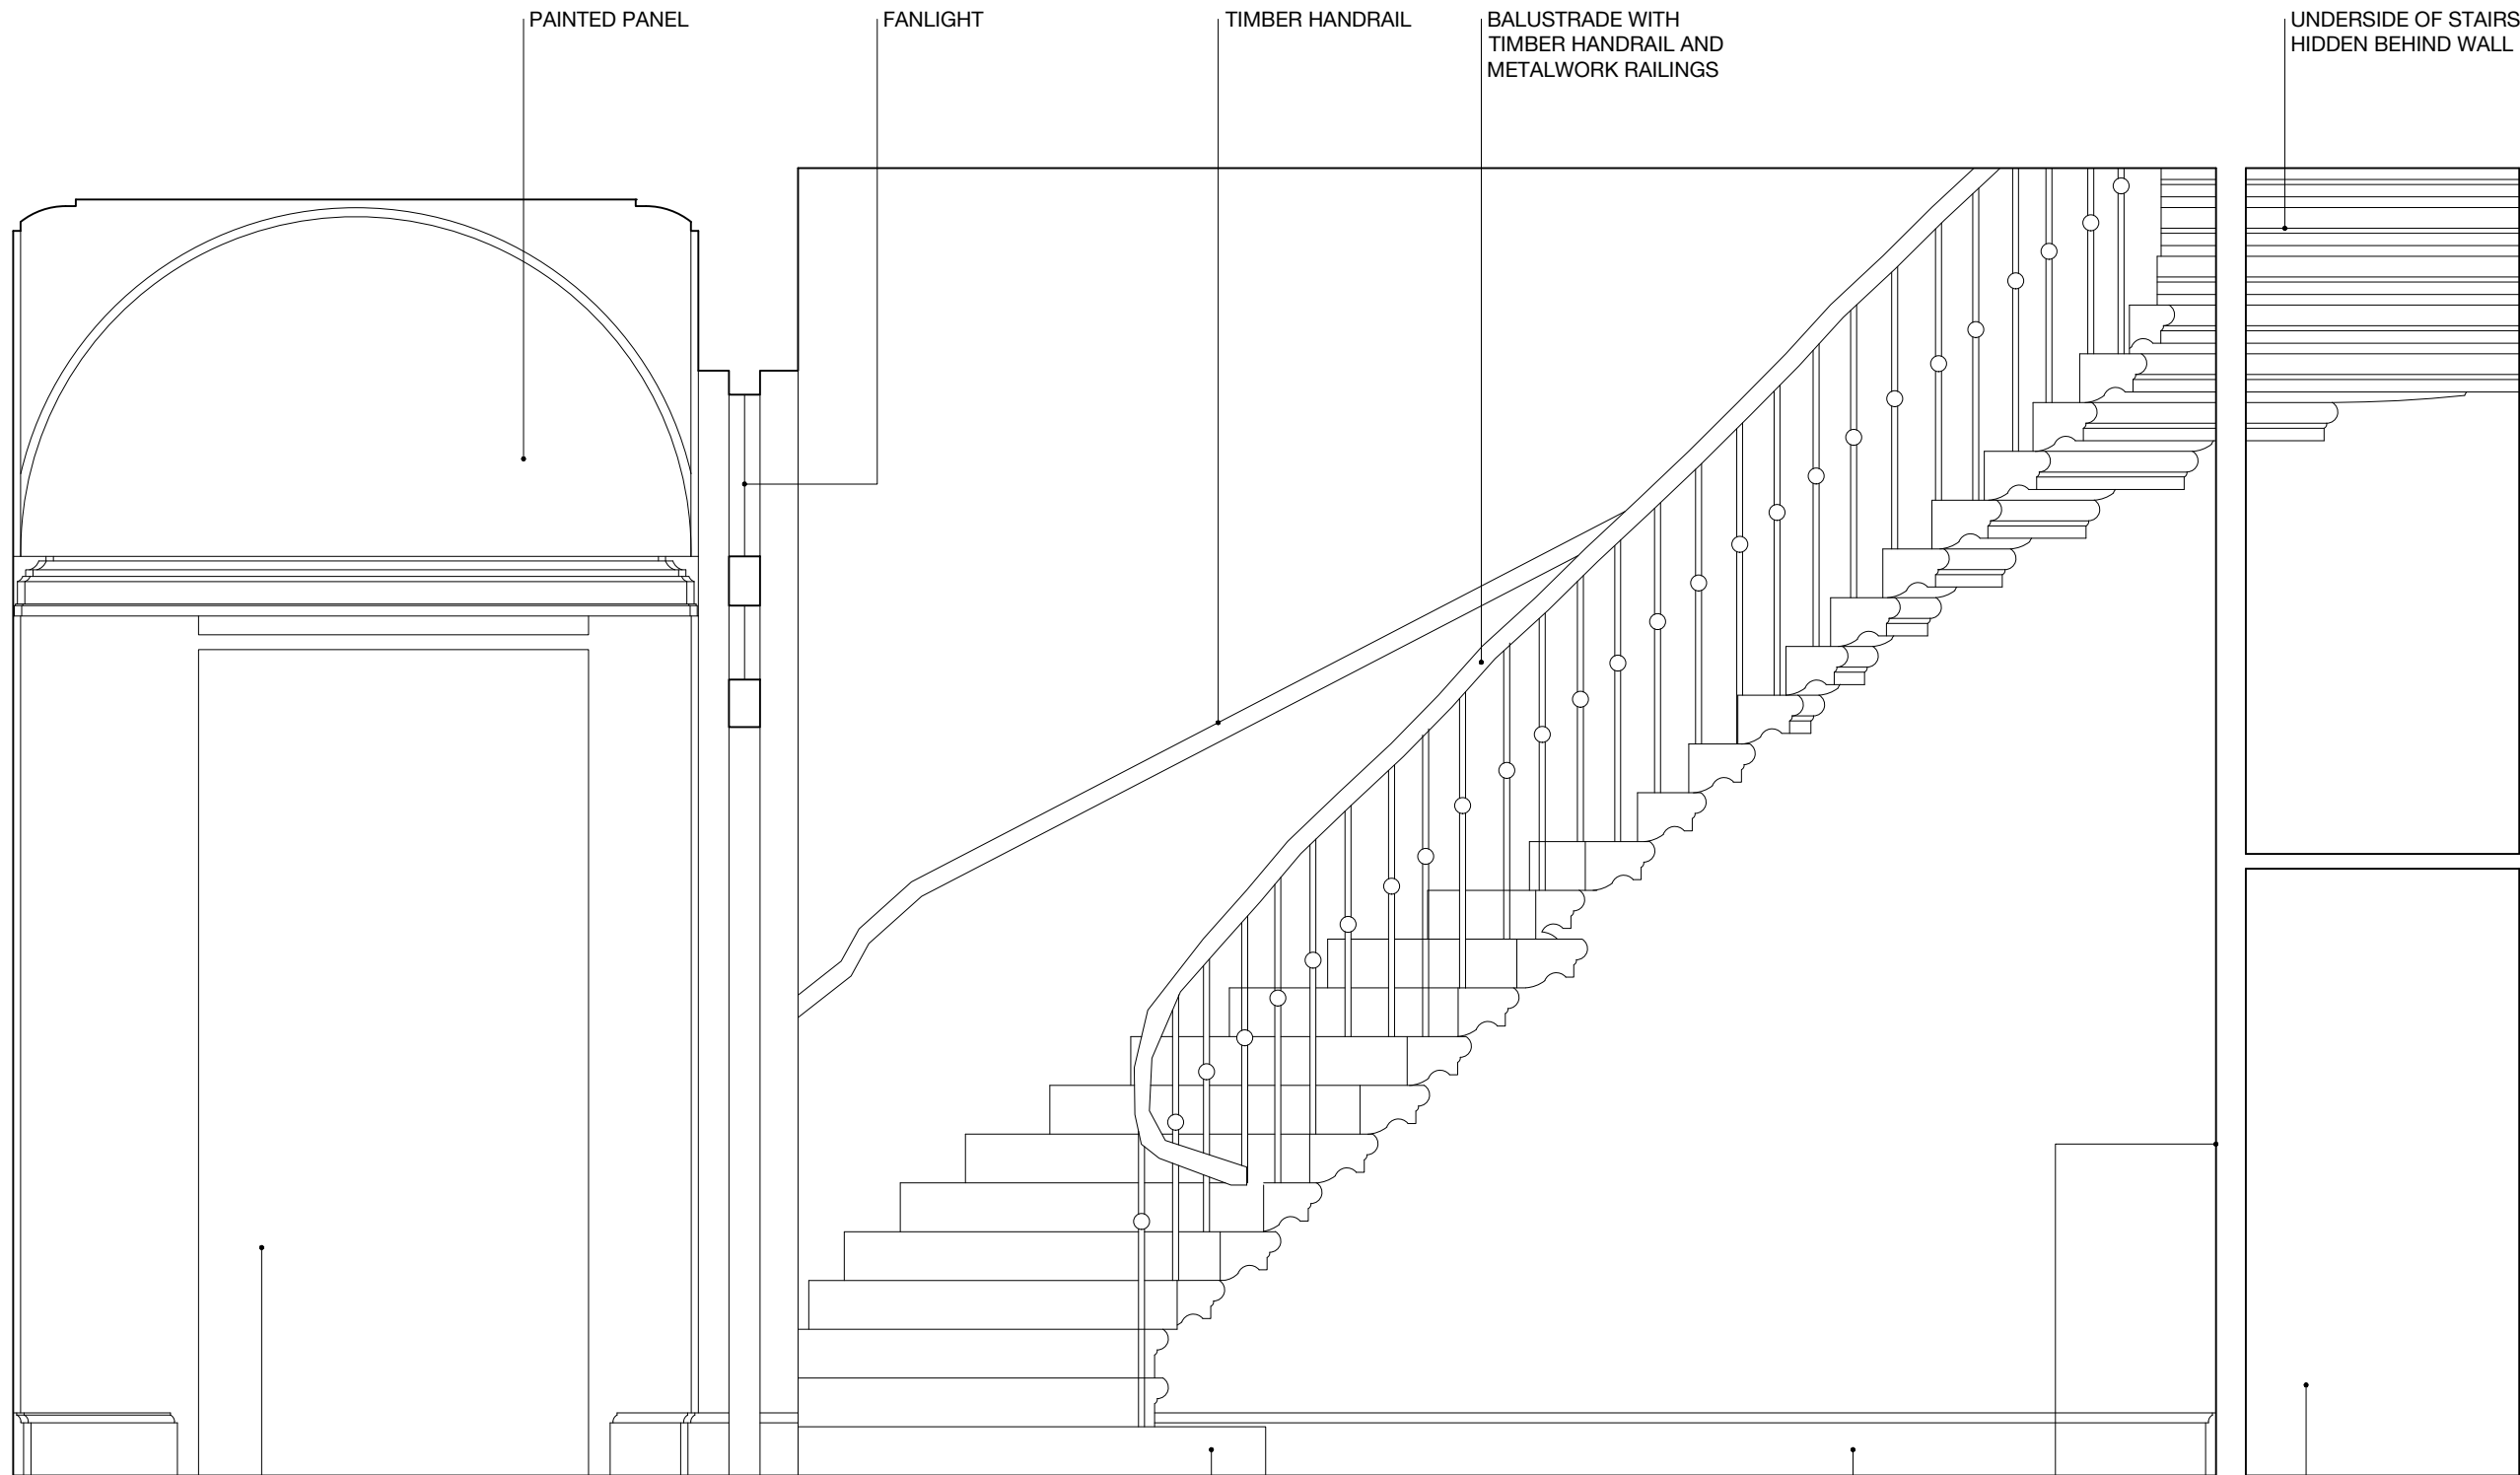 PAINTED PANEL
FANLIGHT
TIMBER HANDRAIL
BALUSTRADE WITH
TIMBER HANDRAIL AND
METALWORK RAILINGS
UNDERSIDE OF STAIRS
HIDDEN BEHIND WALL